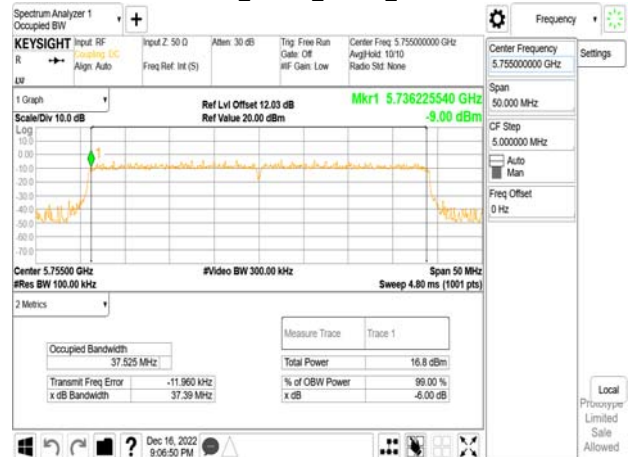 Spectrum Analyzer 1
Occupied BW
Frequency
KEYSIGHT
Input: RF
Coupling: DC
Align: Auto
Input Z: 50 Ω
Freq Ref: Int (S)
Atten: 30 dB
Trig: Free Run
Gate: Off
#IF Gain: Low
Center Freq: 5.755000000 GHz
Avg|Hold: 10/10
Radio Std: None
R
LV
Center Frequency
5.755000000 GHz
Settings
Span
50.000 MHz
CF Step
5.000000 MHz
Auto
Man
Freq Offset
0 Hz
1 Graph
Ref Lvl Offset 12.03 dB
Mkr1 5.736225540 GHz
Scale/Div 10.0 dB
Ref Value 20.00 dBm
-9.00 dBm
Log
10.0
0.00
-10.0
-20.0
-30.0
-40.0
-50.0
-60.0
-70.0
1
Center 5.75500 GHz
#Video BW 300.00 kHz
Span 50 MHz
#Res BW 100.00 kHz
Sweep 4.80 ms (1001 pts)
2 Metrics
Measure Trace
Trace 1
Occupied Bandwidth
37.525 MHz
Total Power
16.8 dBm
Transmit Freq Error
-11.960 kHz
% of OBW Power
99.00 %
x dB Bandwidth
37.39 MHz
x dB
-6.00 dB
Local
Prototype
Limited
Sale
Allowed
?
Dec 16, 2022
9:06:50 PM